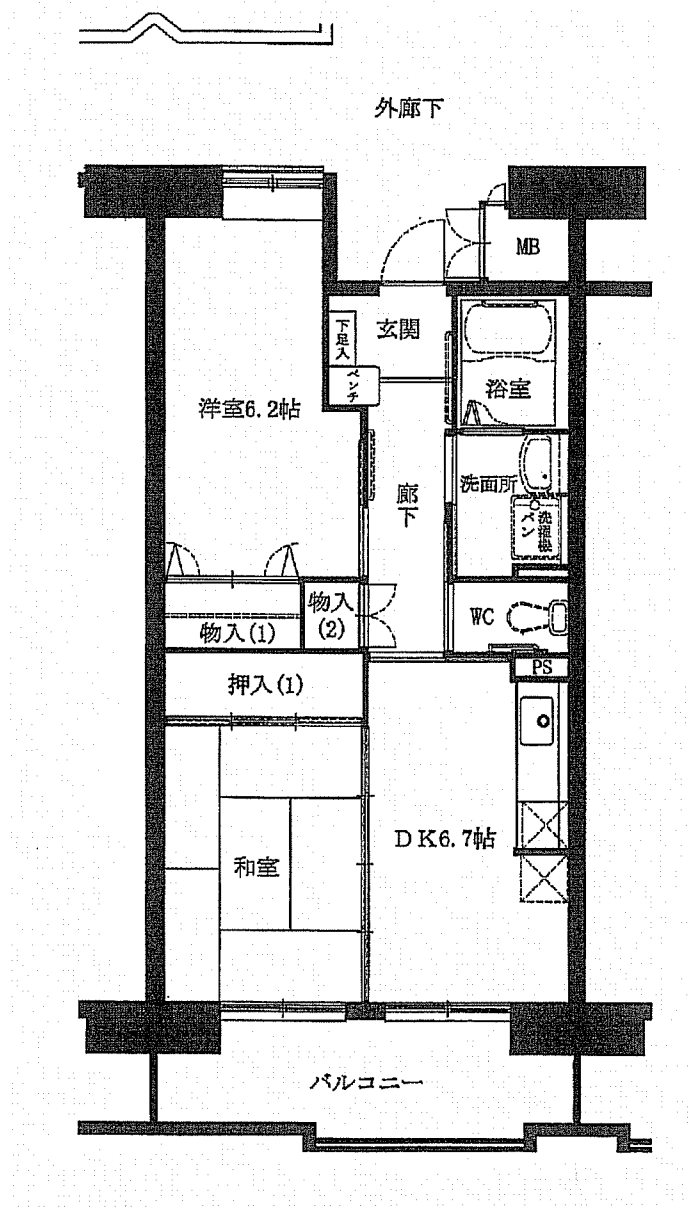 外廊下
MB
玄関
下足入
ベンチ
浴室
洋室6.2帖
洗面所
廊下
洗濯機
パン
物入
(2)
物入(1)
WC
押入(1)
PS
DK6.7帖
和室
バルコニー